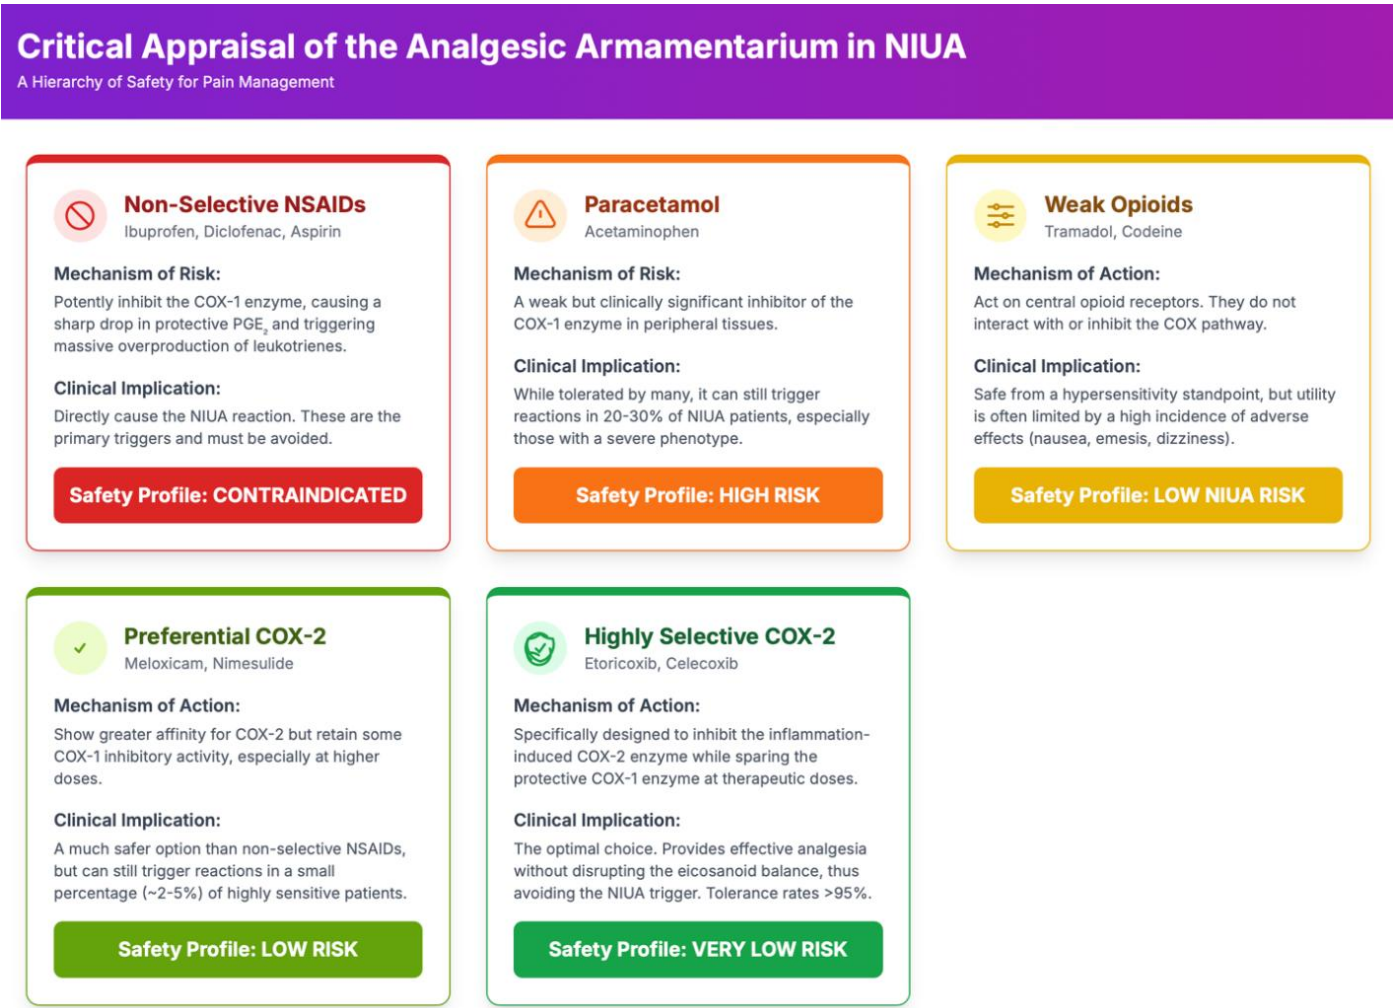 Critical Appraisal of the Analgesic Armamentarium in NIUA
A Hierarchy of Safety for Pain Management
Non-Selective NSAIDs
Ibuprofen, Diclofenac, Aspirin
Mechanism of Risk:
Potently inhibit the COX-1 enzyme, causing a
sharp drop in protective PGE₂ and triggering
massive overproduction of leukotrienes.
Clinical Implication:
Directly cause the NIUA reaction. These are the
primary triggers and must be avoided.
Safety Profile: CONTRAINDICATED
Paracetamol
Acetaminophen
Mechanism of Risk:
A weak but clinically significant inhibitor of the
COX-1 enzyme in peripheral tissues.
Clinical Implication:
While tolerated by many, it can still trigger
reactions in 20-30% of NIUA patients, especially
those with a severe phenotype.
Safety Profile: HIGH RISK
Weak Opioids
Tramadol, Codeine
Mechanism of Action:
Act on central opioid receptors. They do not
interact with or inhibit the COX pathway.
Clinical Implication:
Safe from a hypersensitivity standpoint, but utility
is often limited by a high incidence of adverse
effects (nausea, emesis, dizziness).
Safety Profile: LOW NIUA RISK
Preferential COX-2
Meloxicam, Nimesulide
Mechanism of Action:
Show greater affinity for COX-2 but retain some
COX-1 inhibitory activity, especially at higher
doses.
Clinical Implication:
A much safer option than non-selective NSAIDs,
but can still trigger reactions in a small
percentage (~2-5%) of highly sensitive patients.
Safety Profile: LOW RISK
Highly Selective COX-2
Etoricoxib, Celecoxib
Mechanism of Action:
Specifically designed to inhibit the inflammation-
induced COX-2 enzyme while sparing the
protective COX-1 enzyme at therapeutic doses.
Clinical Implication:
The optimal choice. Provides effective analgesia
without disrupting the eicosanoid balance, thus
avoiding the NIUA trigger. Tolerance rates >95%.
Safety Profile: VERY LOW RISK